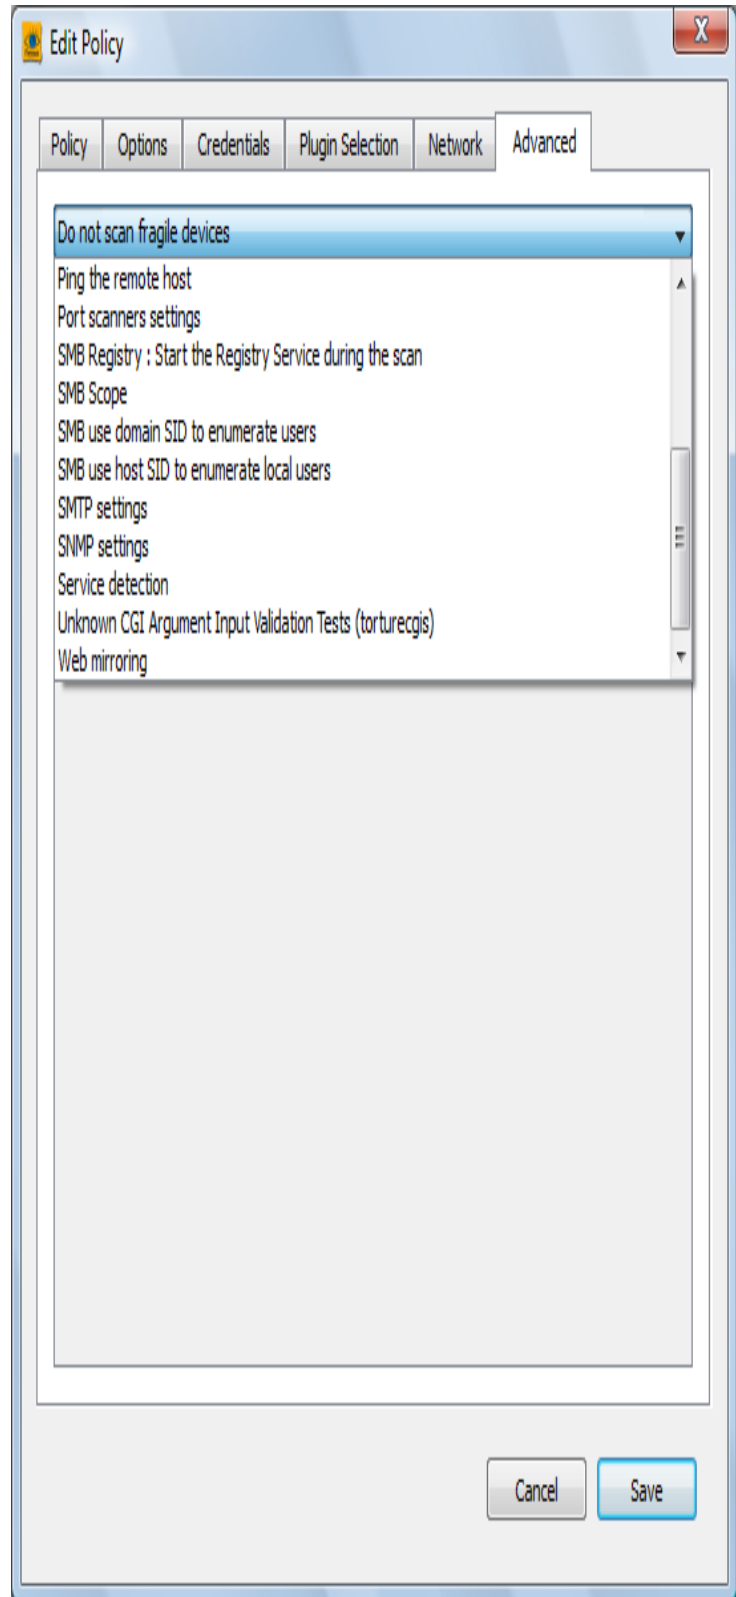 Edit Policy
X
Policy
Options
Credentials
Plugin Selection
Network
Advanced
Do not scan fragile devices
Ping the remote host
Port scanners settings
SMB Registry : Start the Registry Service during the scan
SMB Scope
SMB use domain SID to enumerate users
SMB use host SID to enumerate local users
SMTP settings
SNMP settings
Service detection
Unknown CGI Argument Input Validation Tests (torturecgis)
Web mirroring
Cancel
Save